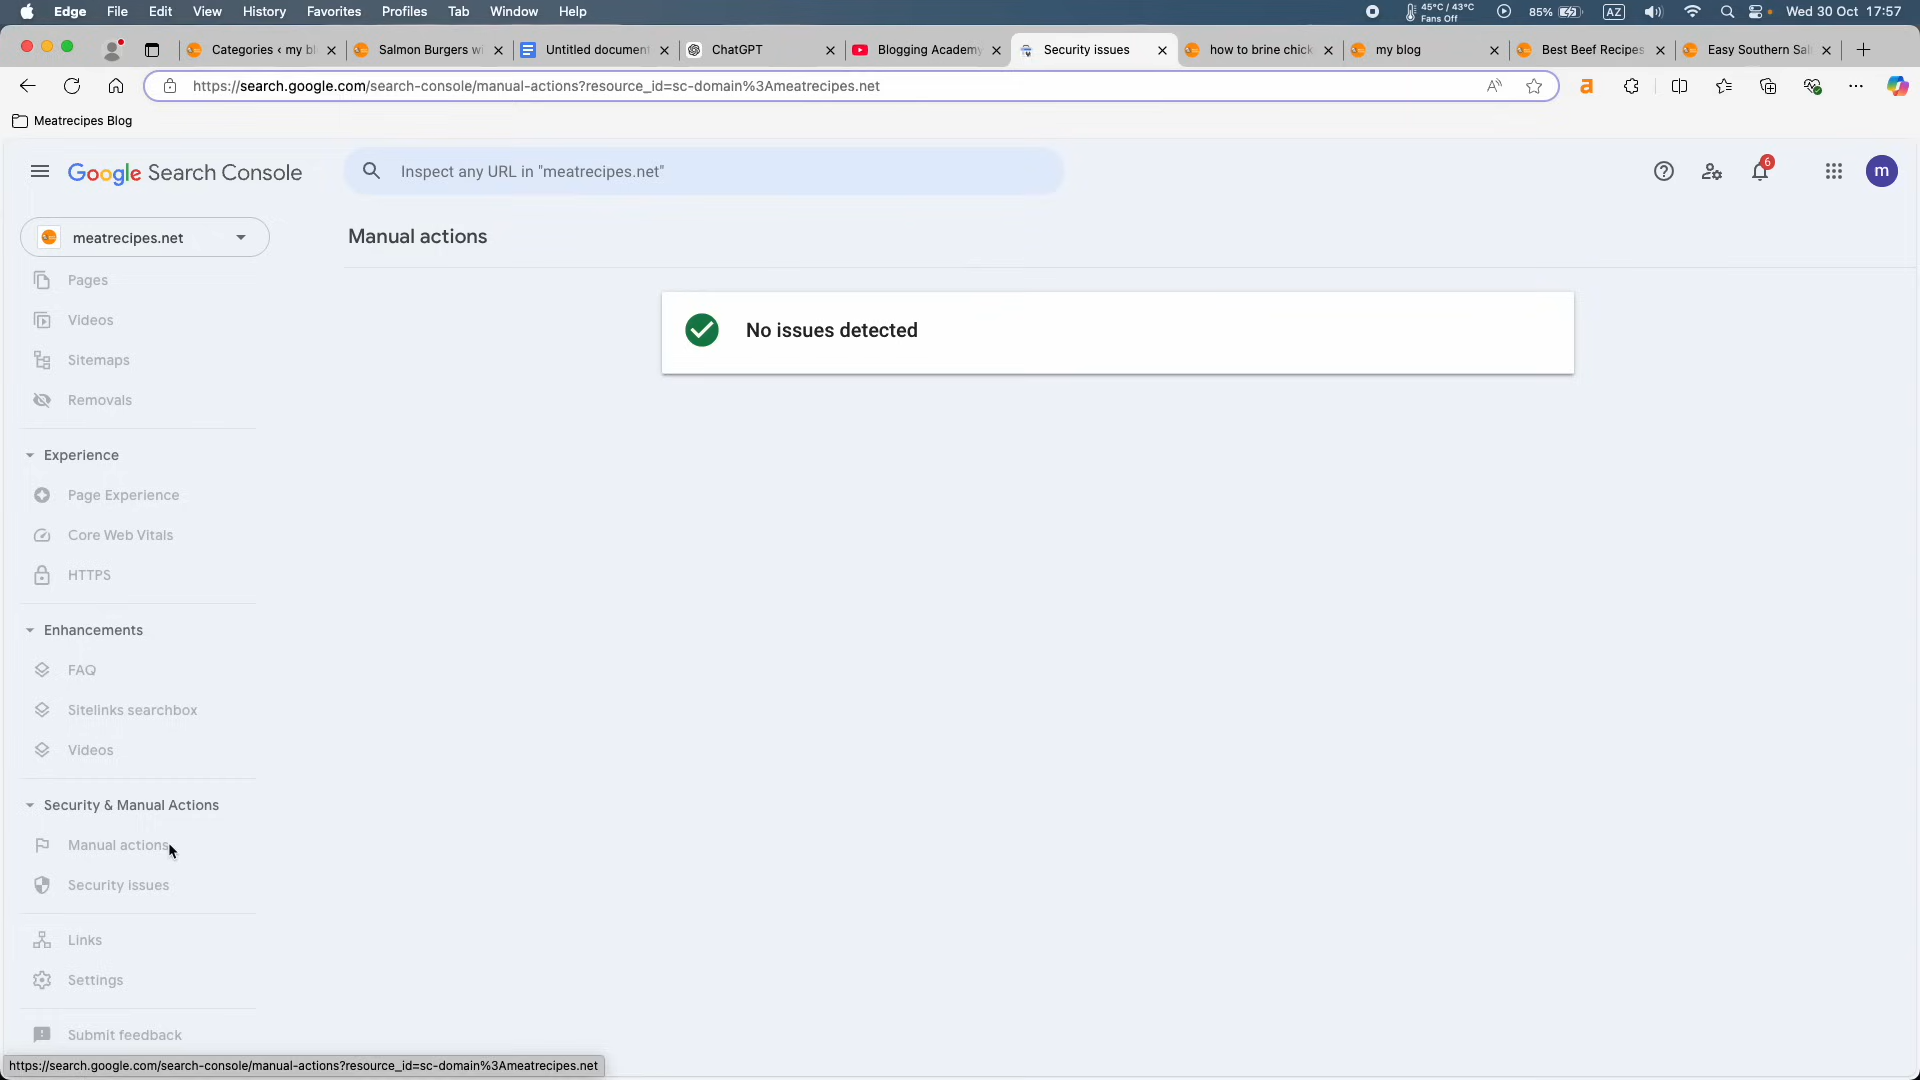 Edge File Edit View History Favorites Profiles Tab Window Help 45°C / 43°C Fans Off 85% AZ Wed 30 Oct 17:57
Categories ‹ my bl Salmon Burgers wi Untitled document ChatGPT Blogging Academy Security issues how to brine chick my blog Best Beef Recipes Easy Southern Sal
https://search.google.com/search-console/manual-actions?resource_id=sc-domain%3Ameatrecipes.net
Meatrecipes Blog
Google Search Console
Inspect any URL in "meatrecipes.net"
6
m
meatrecipes.net
Manual actions
No issues detected
Pages
Videos
Sitemaps
Removals
Experience
Page Experience
Core Web Vitals
HTTPS
Enhancements
FAQ
Sitelinks searchbox
Videos
Security & Manual Actions
Manual actions
Security issues
Links
Settings
Submit feedback
https://search.google.com/search-console/manual-actions?resource_id=sc-domain%3Ameatrecipes.net